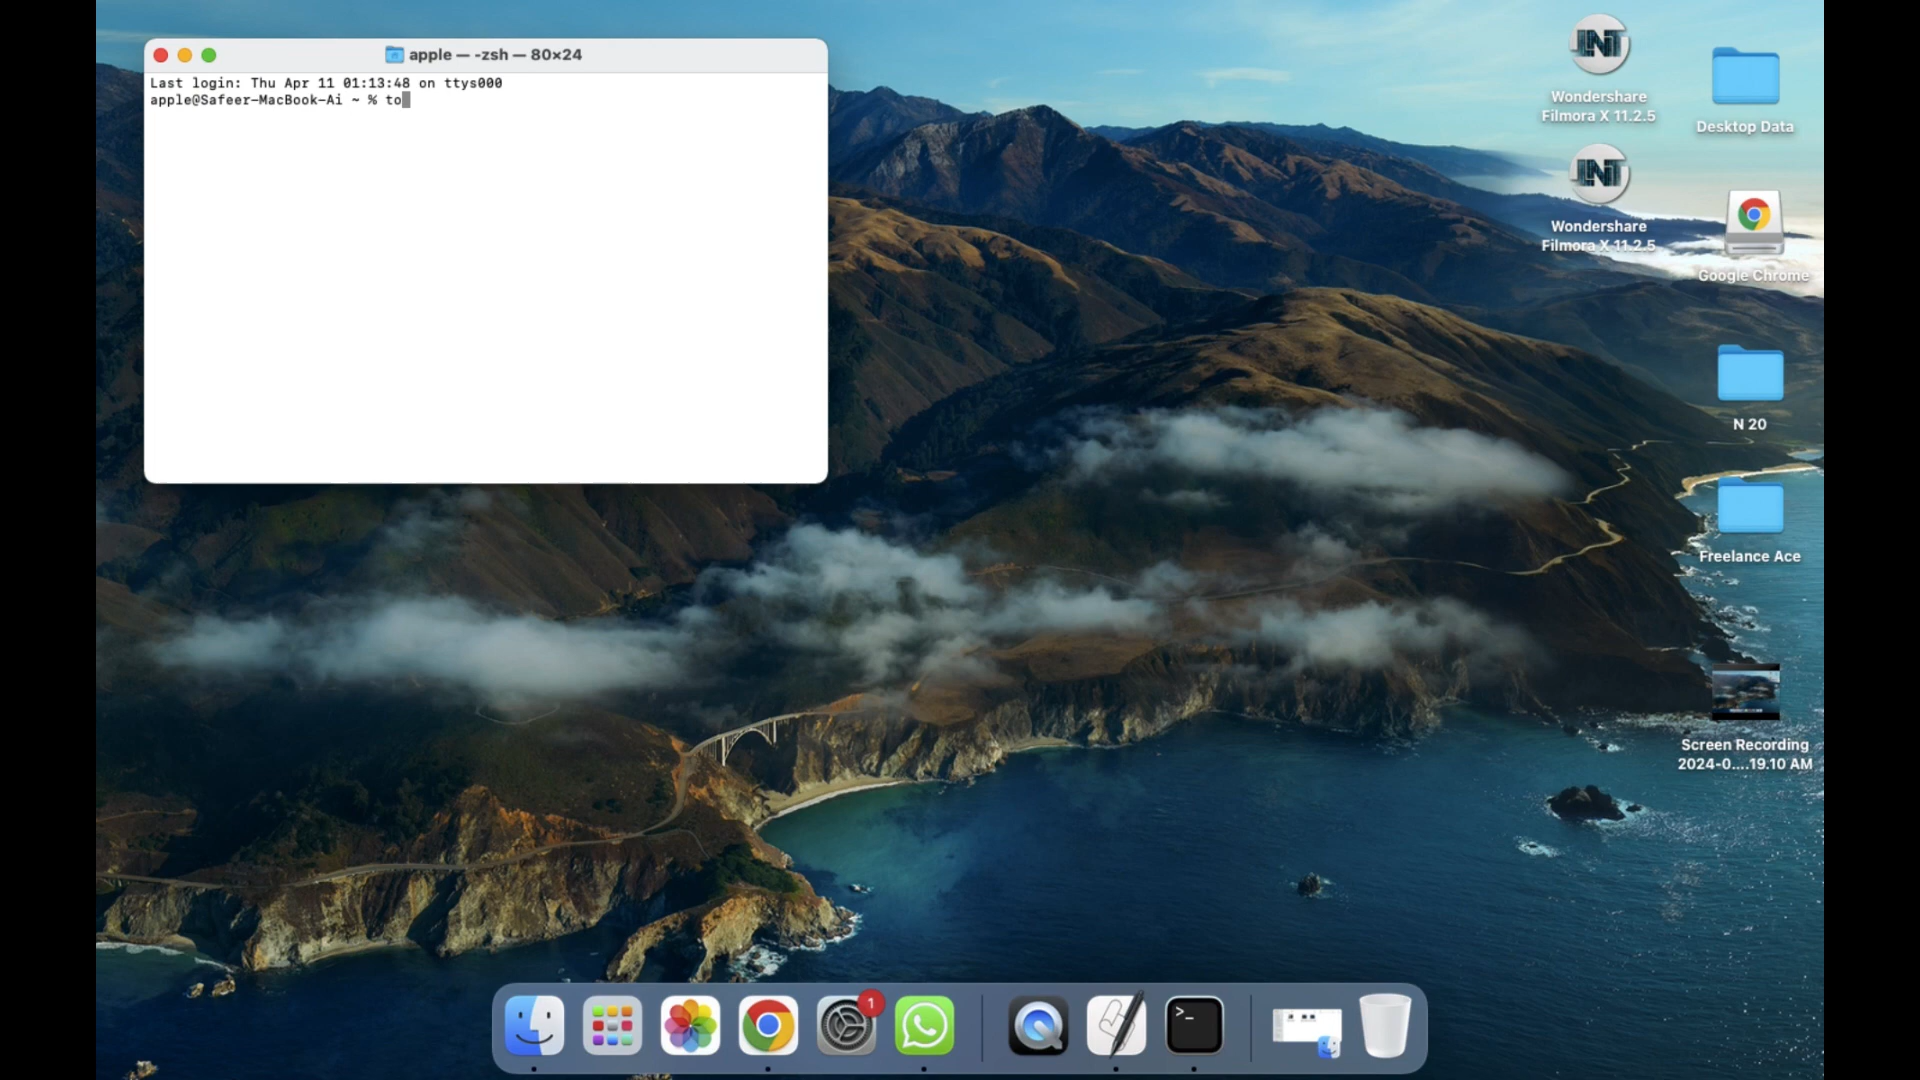 apple — -zsh — 80×24
Last login: Thu Apr 11 01:13:48 on ttys000
apple@Safeer-MacBook-Ai ~ % to
Wondershare
Filmora X 11.2.5
Desktop Data
Wondershare
Filmora X 11.2.5
Google Chrome
N 20
Freelance Ace
Screen Recording
2024-0....19.10 AM
1
>_